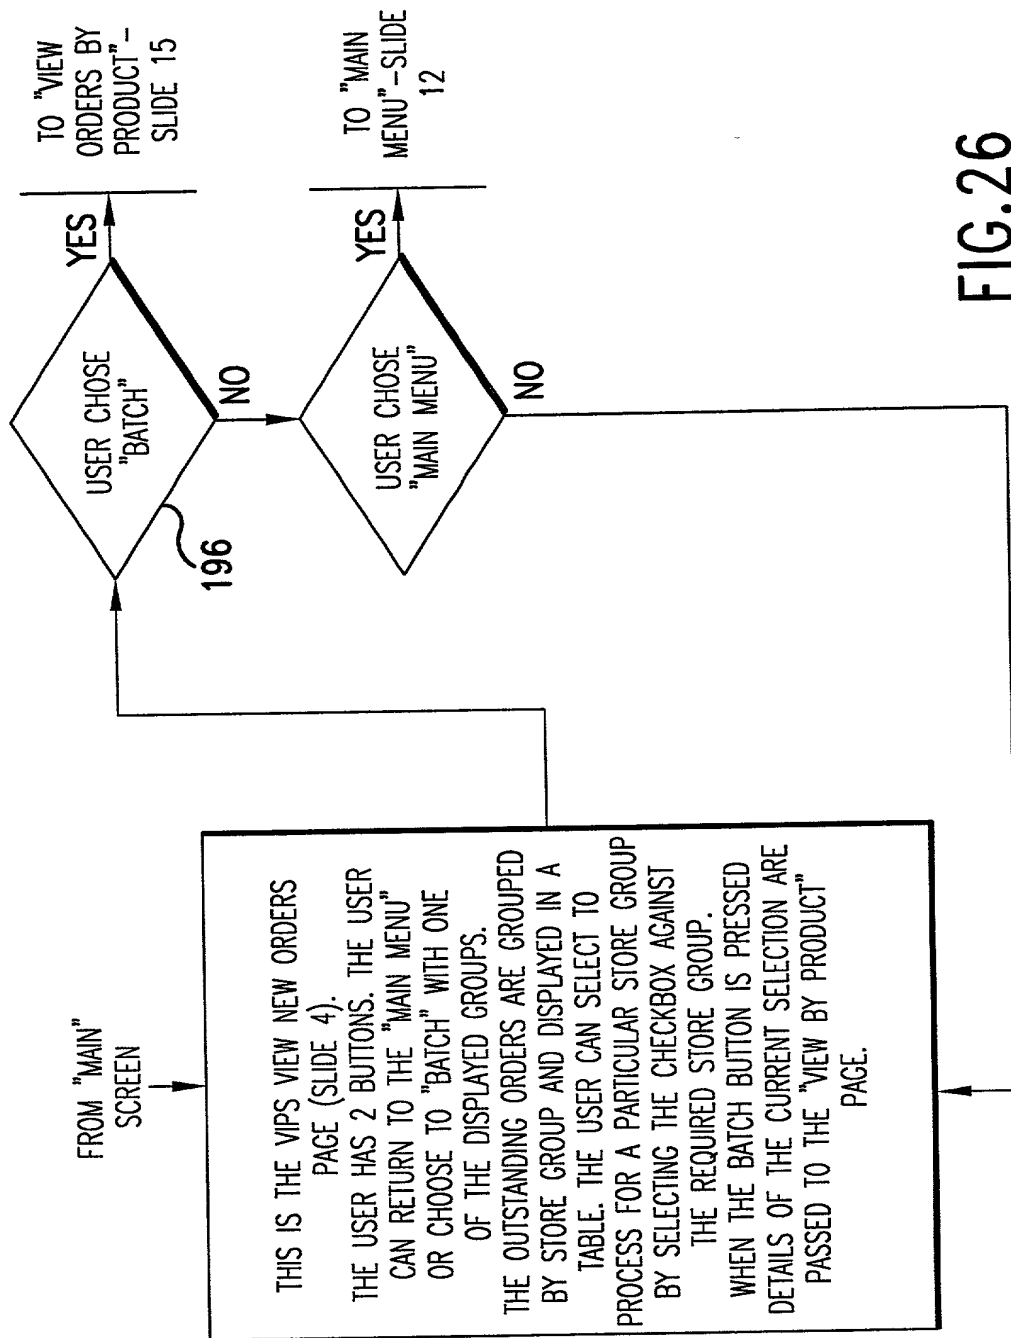 FROM "MAIN"
SCREEN
THIS IS THE VIPS VIEW NEW ORDERS
PAGE (SLIDE 4).
THE USER HAS 2 BUTTONS. THE USER
CAN RETURN TO THE "MAIN MENU"
OR CHOOSE TO "BATCH" WITH ONE
OF THE DISPLAYED GROUPS.
THE OUTSTANDING ORDERS ARE GROUPED
BY STORE GROUP AND DISPLAYED IN A
TABLE. THE USER CAN SELECT TO
PROCESS FOR A PARTICULAR STORE GROUP
BY SELECTING THE CHECKBOX AGAINST
THE REQUIRED STORE GROUP.
WHEN THE BATCH BUTTON IS PRESSED
DETAILS OF THE CURRENT SELECTION ARE
PASSED TO THE "VIEW BY PRODUCT"
PAGE.
USER CHOSE
"BATCH"
196
YES
NO
TO "VIEW
ORDERS BY
PRODUCT"-
SLIDE 15
USER CHOSE
"MAIN MENU"
YES
NO
TO "MAIN
MENU"-SLIDE
12
FIG.26